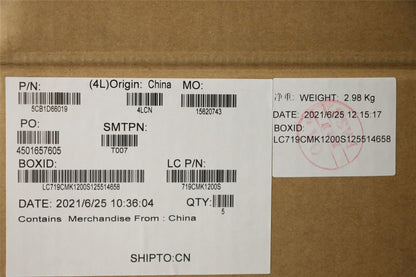 P/N: (4L)Origin: China MO:
5CB1D66019 4LCN 15620743
PO: SMTPN:
4501657605 T007
BOXID: LC P/N:
LC719CMK1200S125514658 719CMK1200S
DATE: 2021/6/25 10:36:04 QTY:
5
Contains Merchandise From : China
SHIPTO:CN
净重: WEIGHT: 2.98 Kg
DATE: 2021/6/25 12:15:17
BOXID:
LC719CMK1200S125514658